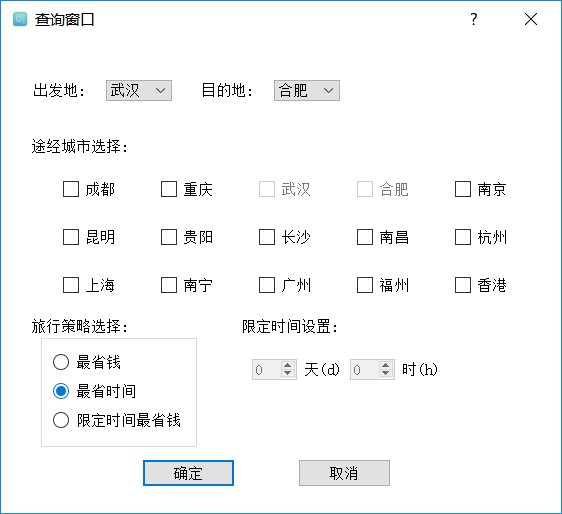 查询窗口 ?
出发地： 武汉 目的地： 合肥
途经城市选择：
成都 重庆 武汉 合肥 南京
昆明 贵阳 长沙 南昌 杭州
上海 南宁 广州 福州 香港
旅行策略选择： 限定时间设置：
最省钱
0 天(d) 0 时(h)
最省时间
限定时间最省钱
确定 取消